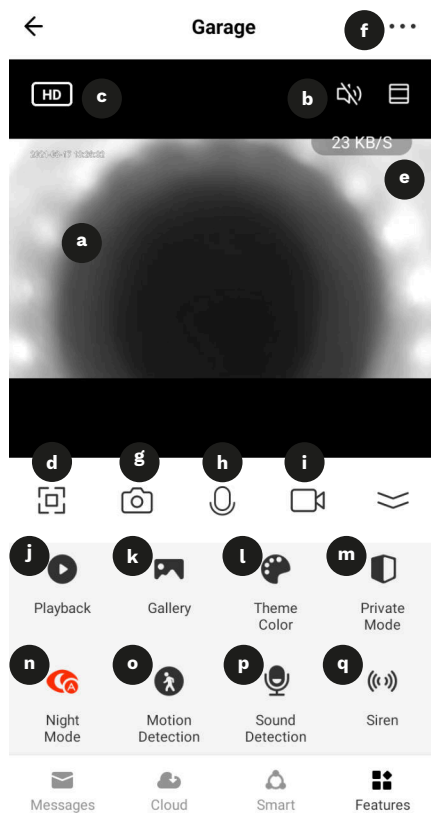 Garage
f
HD
c
b
23 KB/S
e
a
d
g
h
i
j
k
l
m
Playback
Gallery
Theme
Color
Private
Mode
n
o
p
q
A
Night
Mode
Motion
Detection
Sound
Detection
Siren
Messages
Cloud
Smart
Features